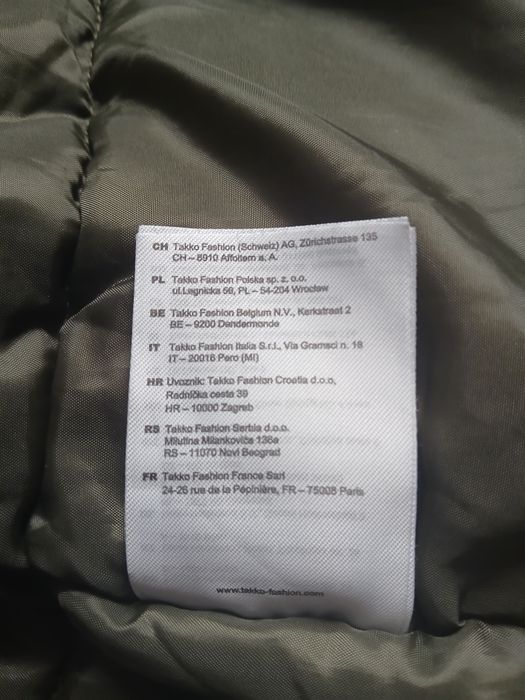 CH Takko Fashion (Schweiz) AG, Zürichstrasse 135
CH – 8910 Affoltern a. A.
PL Takko Fashion Polska sp. z. o.o.
ul.Legnicka 56, PL – 54-204 Wrocław
BE Takko Fashion Belgium N.V., Kerkstraat 2
BE – 9200 Dendermonde
IT Takko Fashion Italia S.r.l., Via Gramsci n. 18
IT – 20016 Pero (MI)
HR Uvoznik: Takko Fashion Croatia d.o.o,
Radnička cesta 39
HR – 10000 Zagreb
RS Takko Fashion Serbia d.o.o.
Milutina Milankovića 136a
RS – 11070 Novi Beograd
FR Takko Fashion France Sarl
24-26 rue de la Pépinière, FR – 75008 Paris
www.takko-fashion.com